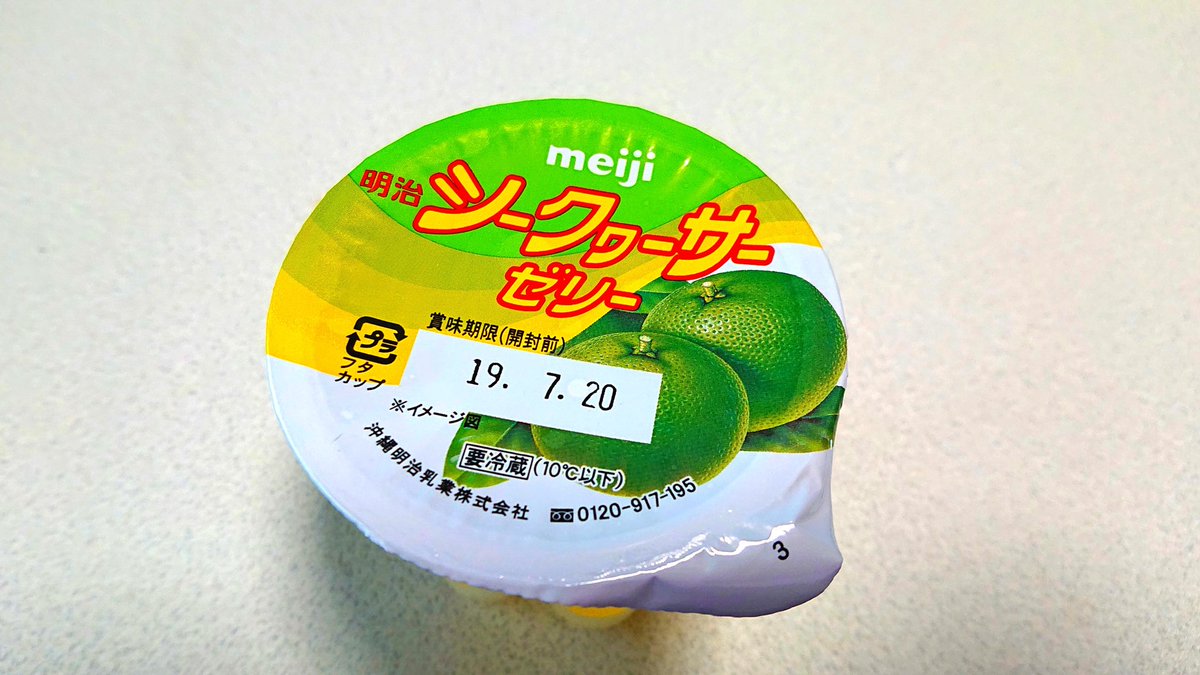 meiji
明治
シークヮーサー
ゼリー
賞味期限(開封前)
19. 7. 20
プラ
フタ
カップ
※イメージ図
要冷蔵(10℃以下)
沖縄明治乳業株式会社
0120-917-195
3